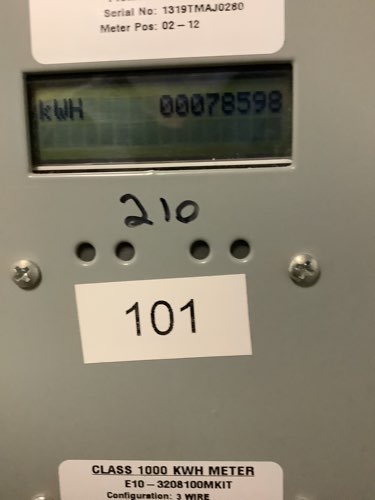 Serial No: 1319TMAJ0280
Meter Pos: 02 - 12
kWH 00078598
210
101
CLASS 1000 KWH METER
E10 - 3208100MKIT
Configuration: 3 WIRE